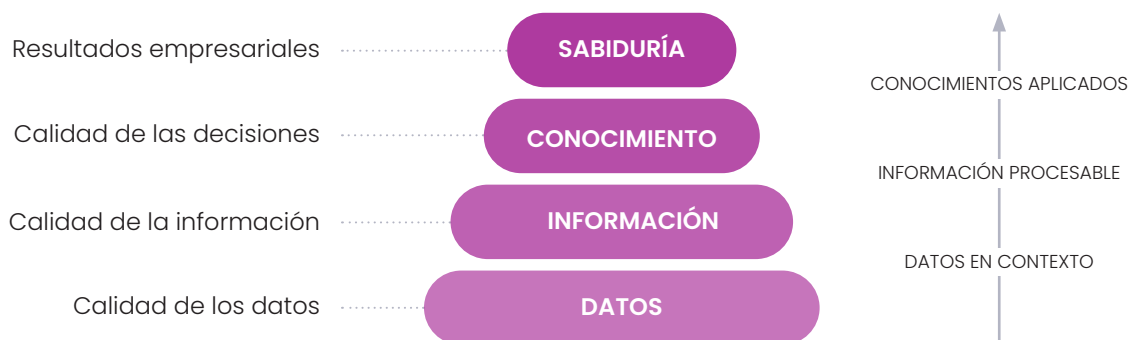 Resultados empresariales
SABIDURÍA
CONOCIMIENTOS APLICADOS
Calidad de las decisiones
CONOCIMIENTO
INFORMACIÓN PROCESABLE
Calidad de la información
INFORMACIÓN
DATOS EN CONTEXTO
Calidad de los datos
DATOS